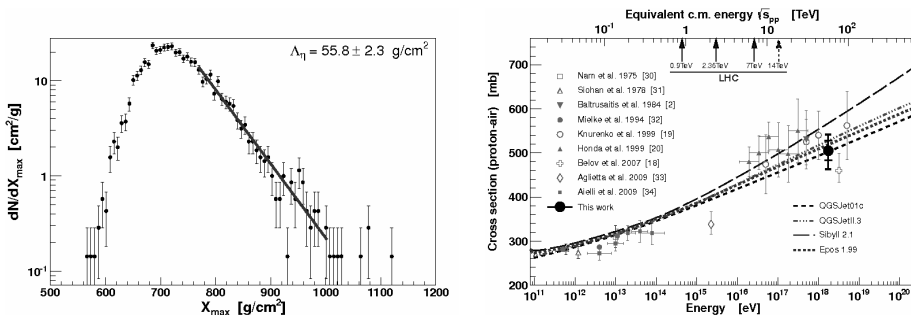 Λη = 55.8 ± 2.3 g/cm²
dN/dXmax [cm²/g]
10
1
10⁻¹
500 600 700 800 900 1000 1100 1200
Xmax [g/cm²]
Equivalent c.m. energy √spp [TeV]
10⁻¹ 1 10 10²
0.9TeV 2.36TeV 7TeV 14TeV
LHC
Cross section (proton-air) [mb]
700
600
500
400
300
200
Nam et al. 1975 [30]
Siohan et al. 1978 [31]
Baltrusaitis et al. 1984 [2]
Mielke et al. 1994 [32]
Knurenko et al. 1999 [19]
Honda et al. 1999 [20]
Belov et al. 2007 [18]
Aglietta et al. 2009 [33]
Aielli et al. 2009 [34]
This work
QGSJet01c
QGSJetII.3
Sibyll 2.1
Epos 1.99
10¹¹ 10¹² 10¹³ 10¹⁴ 10¹⁵ 10¹⁶ 10¹⁷ 10¹⁸ 10¹⁹ 10²⁰
Energy [eV]